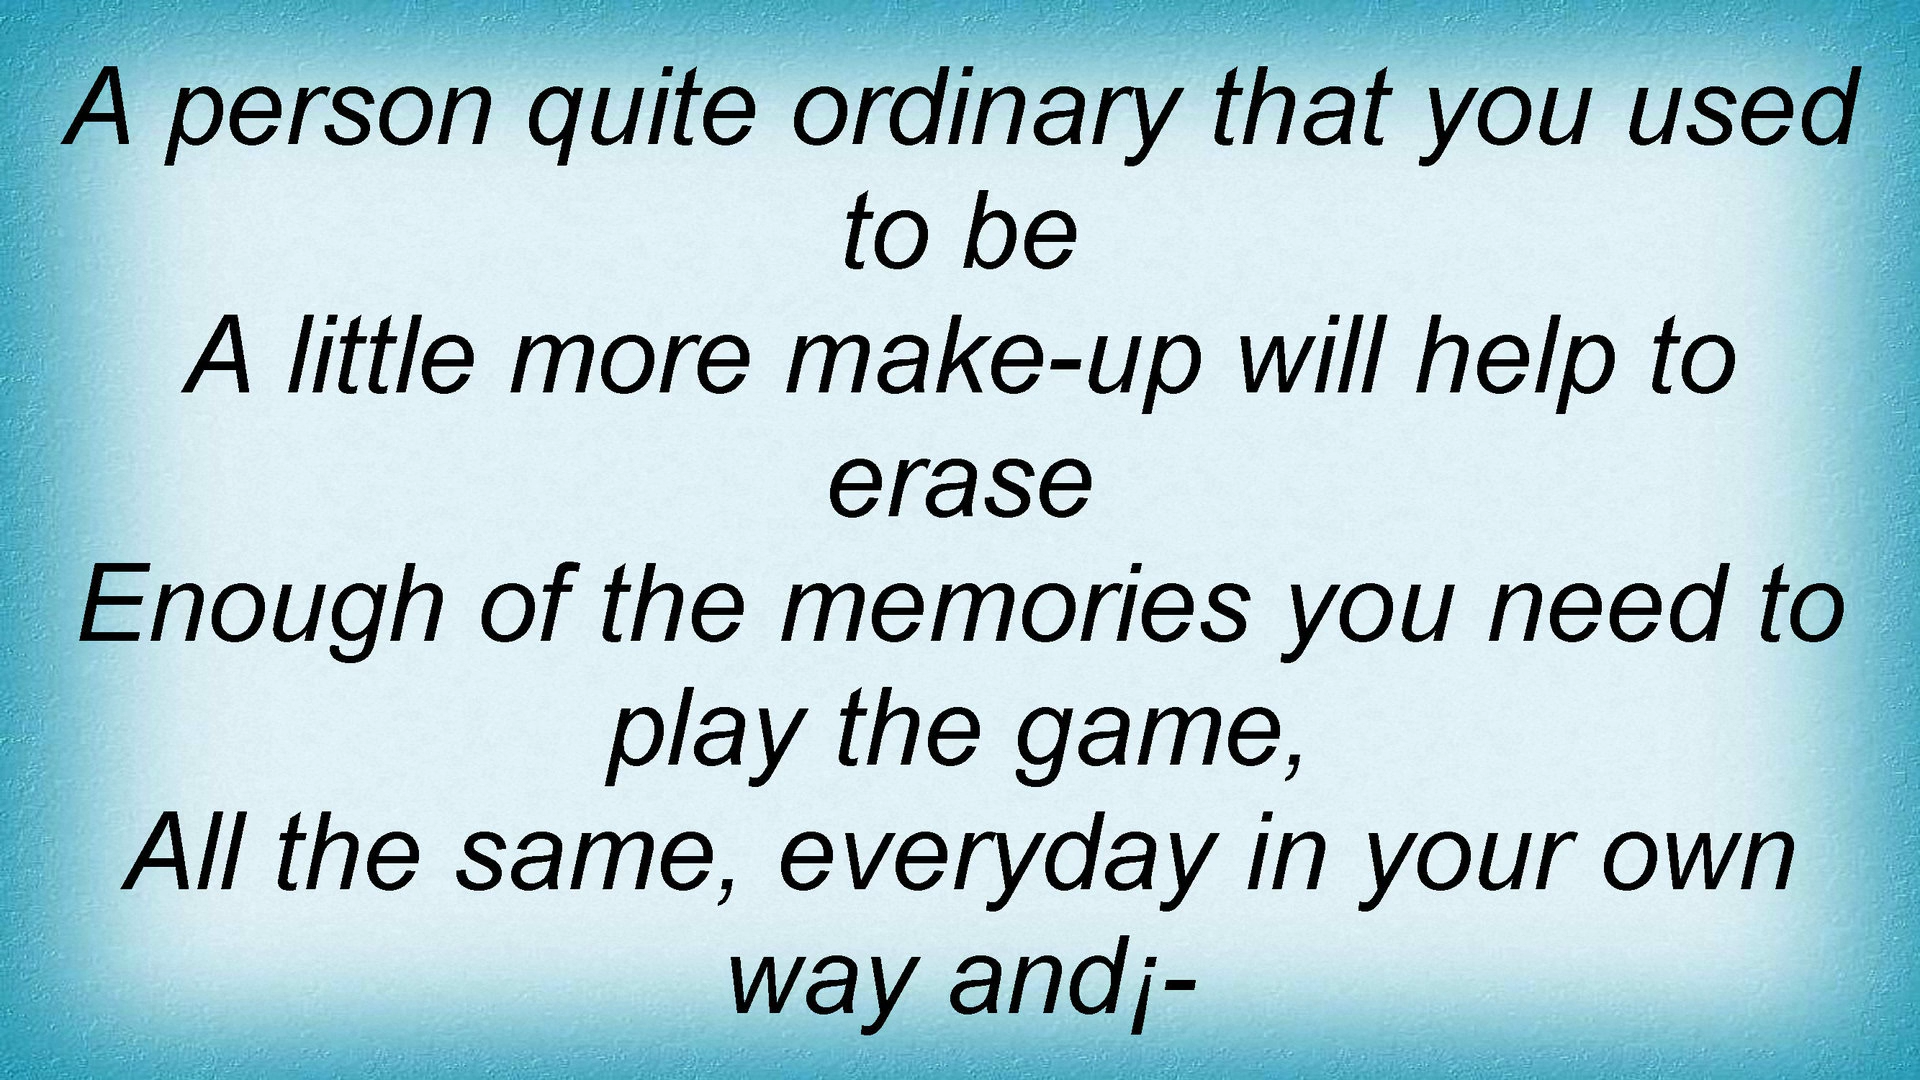 A person quite ordinary that you used
to be
A little more make-up will help to
erase
Enough of the memories you need to
play the game,
All the same, everyday in your own
way and¡-